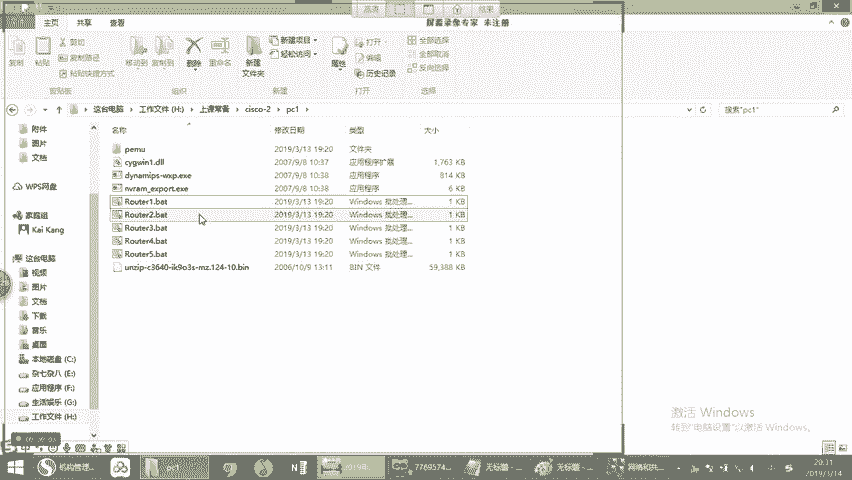 高清
结果
屏幕录像专家 未注册
主页 共享 查看
剪切
复制路径
粘贴快捷方式
复制
粘贴
移动到 复制到
删除 重命名
新建
文件夹
新建项目
轻松访问
属性
打开
编辑
历史记录
全部选择
全部取消
反向选择
剪贴板
组织
新建
打开
选择
这台电脑 工作文件 (H:) 上课常备 cisco-2 pc1
搜索"pc1"
名称 修改日期 类型 大小
pemu 2019/3/13 19:20 文件夹
cygwin1.dll 2007/9/8 10:37 应用程序扩展 1,763 KB
dynamips-wxp.exe 2007/9/8 10:38 应用程序 814 KB
nvram_export.exe 2007/9/8 10:38 应用程序 6 KB
Router1.bat 2019/3/13 19:20 Windows 批处理... 1 KB
Router2.bat 2019/3/13 19:20 Windows 批处理... 1 KB
Router3.bat 2019/3/13 19:20 Windows 批处理... 1 KB
Router4.bat 2019/3/13 19:20 Windows 批处理... 1 KB
Router5.bat 2019/3/13 19:20 Windows 批处理... 1 KB
unzip-c3640-ik9o3s-mz.124-10.bin 2006/10/9 13:11 BIN 文件 59,388 KB
附件
图片
文档
WPS网盘
家庭组
Kai Kang
这台电脑
视频
图片
文档
下载
音乐
桌面
本地磁盘 (C:)
杂七杂八 (E:)
应用程序 (F:)
生活娱乐 (G:)
工作文件 (H:)
激活 Windows
转到"电脑设置"以激活 Windows。
机构管理...
pc1
7769574...
无标题 - ...
无标题 - ...
网络和共...
20:31
2019/3/14